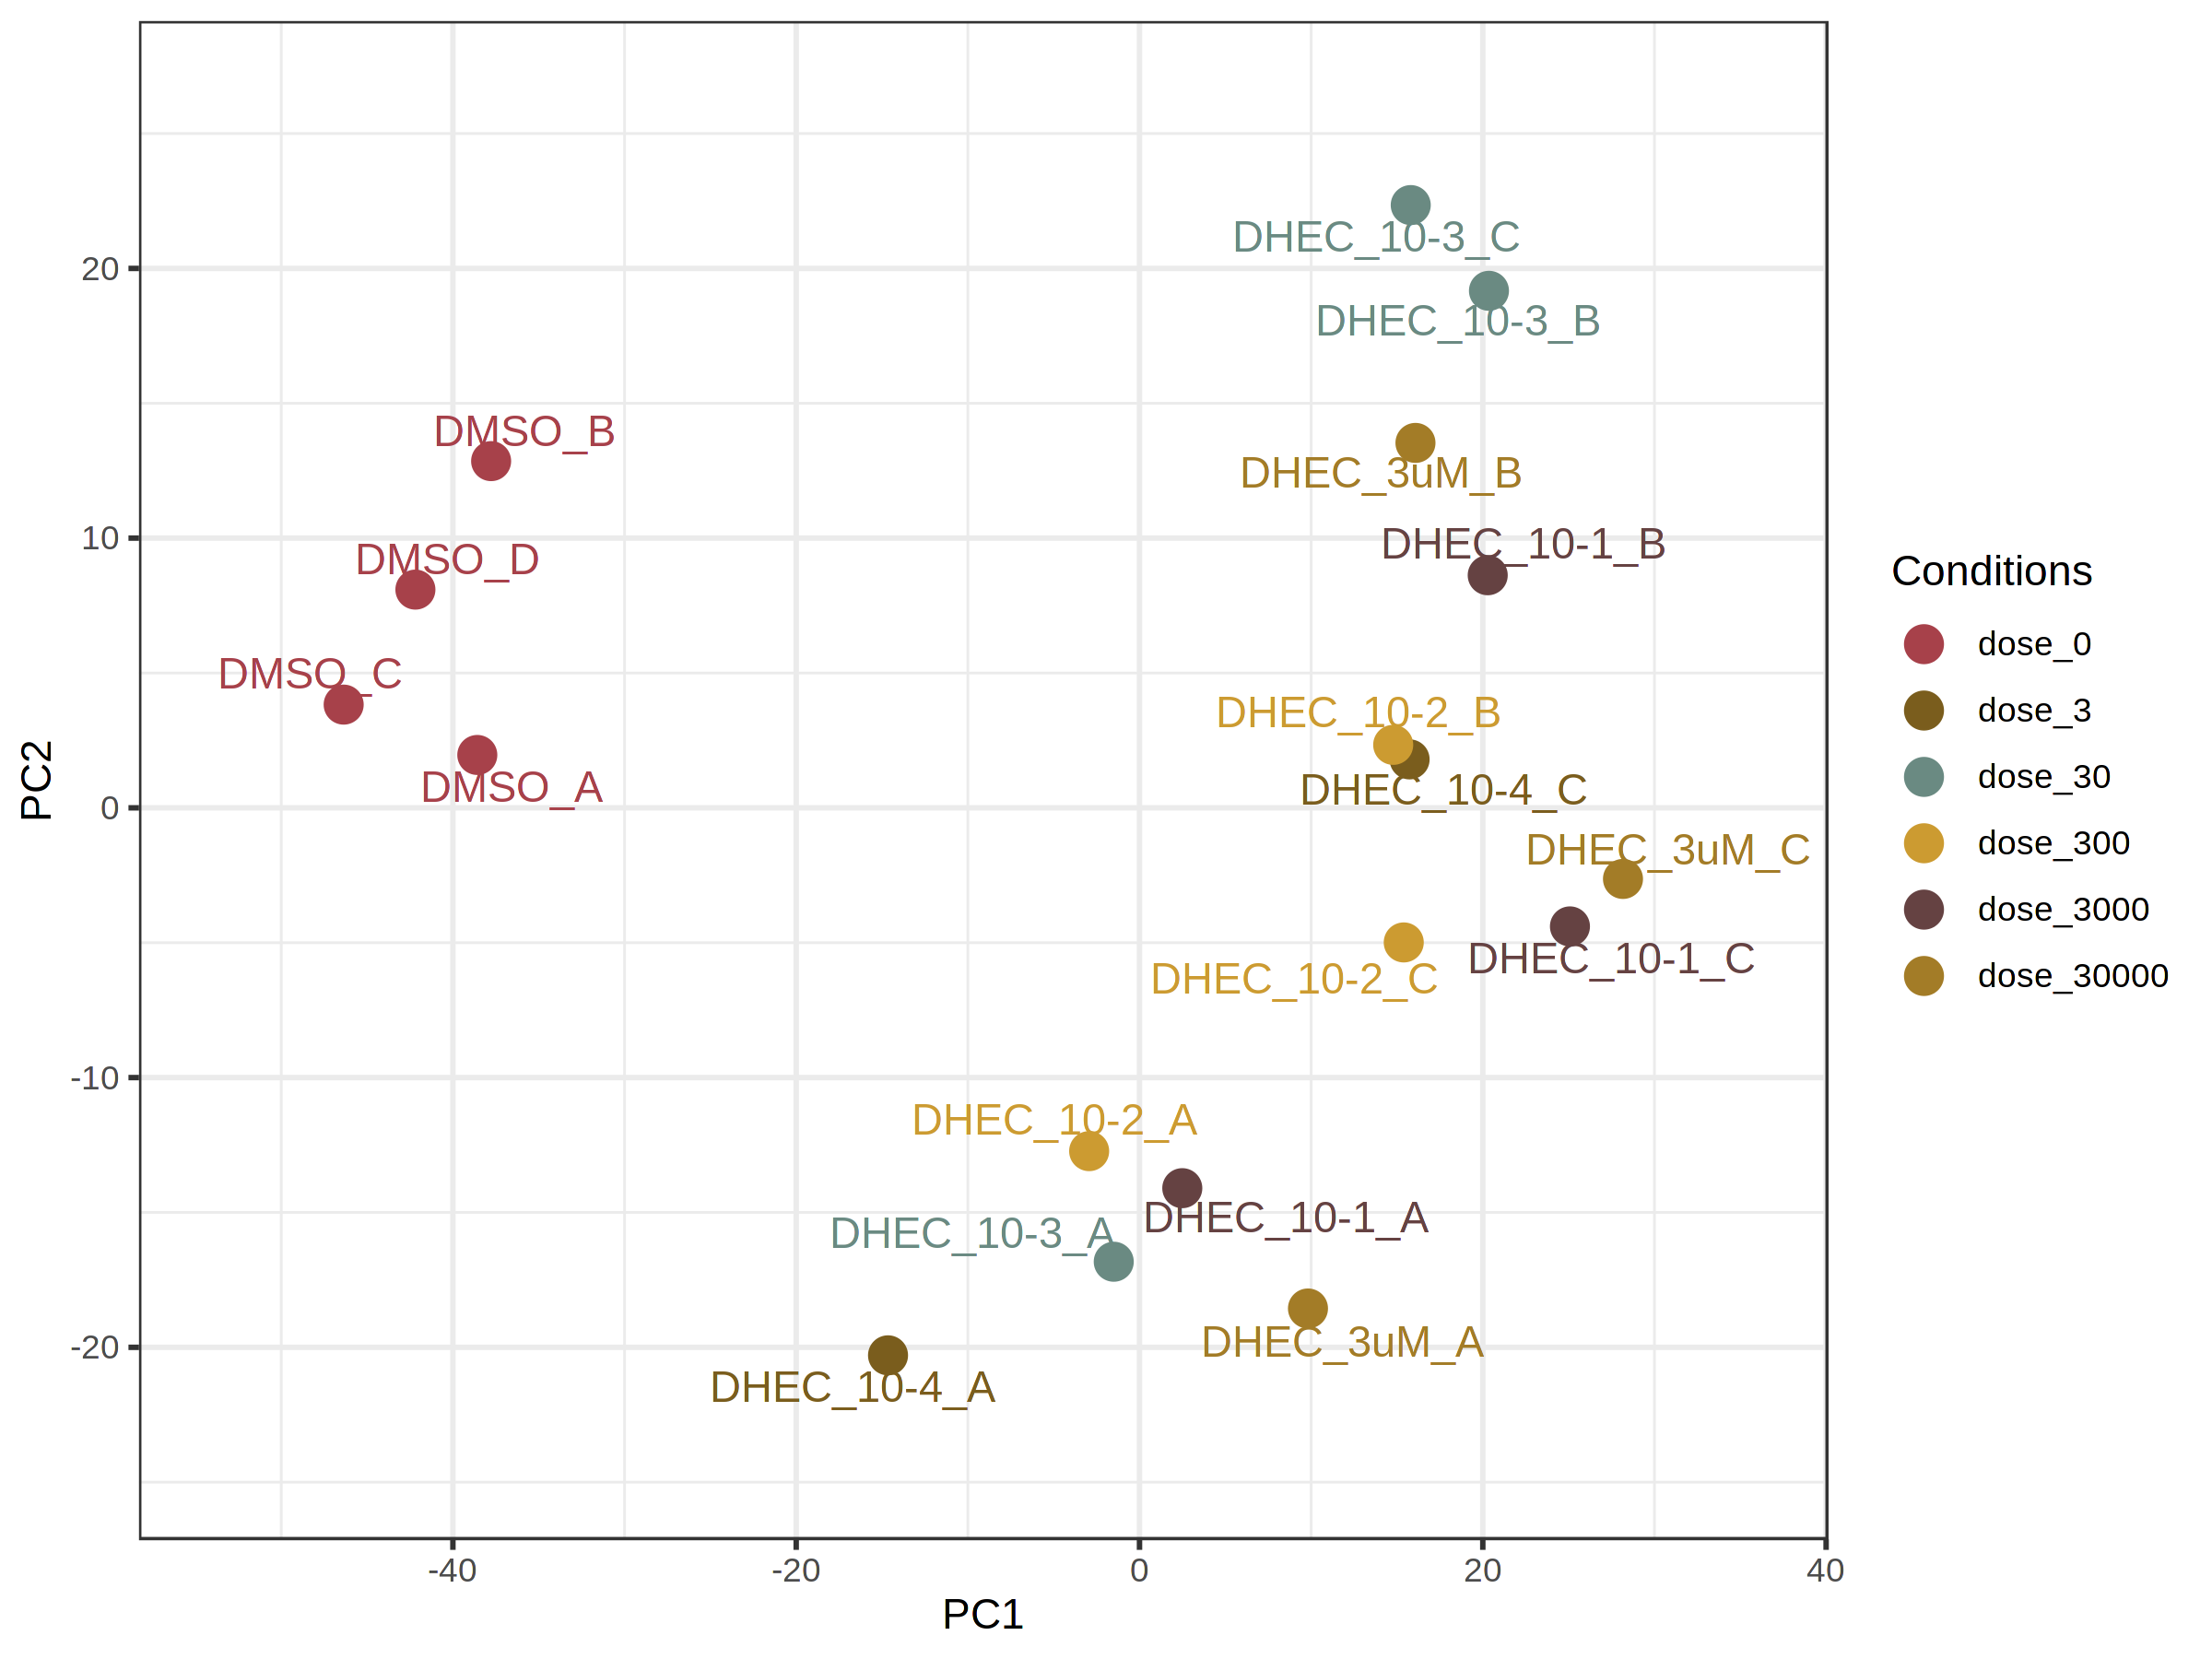 DHEC_10-3_C
20
DHEC_10-3_B
DMSO_B
DHEC_3uM_B
DHEC_10-1_B
10
DMSO_D
Conditions
dose_0
DMSO_C
dose_3
DHEC_10-2_B
dose_30
PC2
DMSO_A
DHEC_10-4_C
0
dose_300
DHEC_3uM_C
dose_3000
DHEC_10-1_C
DHEC_10-2_C
dose_30000
-10
DHEC_10-2_A
DHEC_10-1_A
DHEC_10-3_A
DHEC_3uM_A
-20
DHEC_10-4_A
-40 -20 0 20 40
PC1